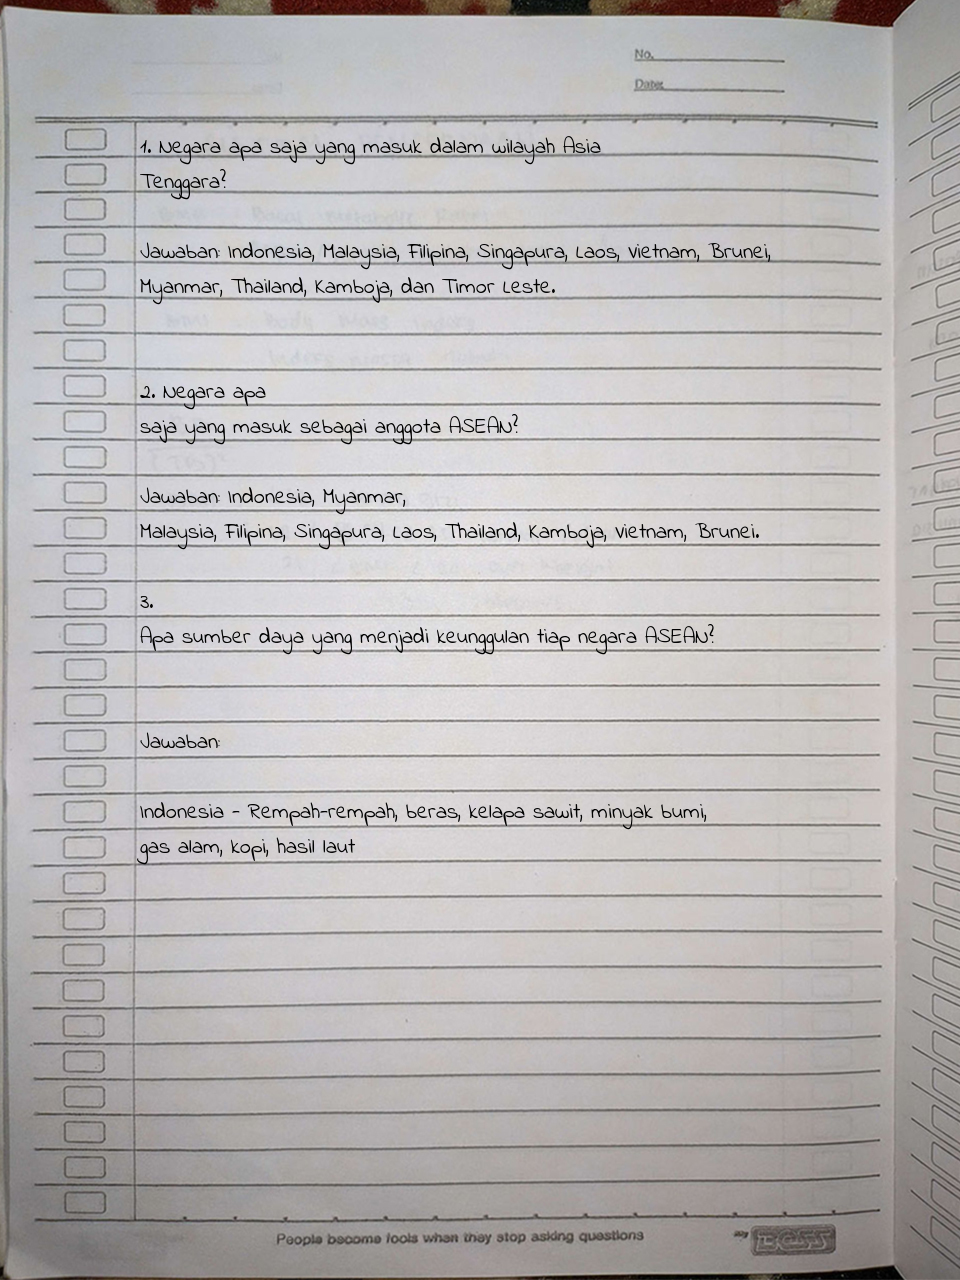 No.
Date:
1. Negara apa saja yang masuk dalam wilayah Asia
Tenggara?
Jawaban: Indonesia, Malaysia, Filipina, Singapura, Laos, Vietnam, Brunei,
Myanmar, Thailand, Kamboja, dan Timor Leste.
2. Negara apa
saja yang masuk sebagai anggota ASEAN?
Jawaban: Indonesia, Myanmar,
Malaysia, Filipina, Singapura, Laos, Thailand, Kamboja, Vietnam, Brunei.
3.
Apa sumber daya yang menjadi keunggulan tiap negara ASEAN?
Jawaban:
Indonesia - Rempah-rempah, beras, kelapa sawit, minyak bumi,
gas alam, kopi, hasil laut
People become fools when they stop asking questions
my BOSS